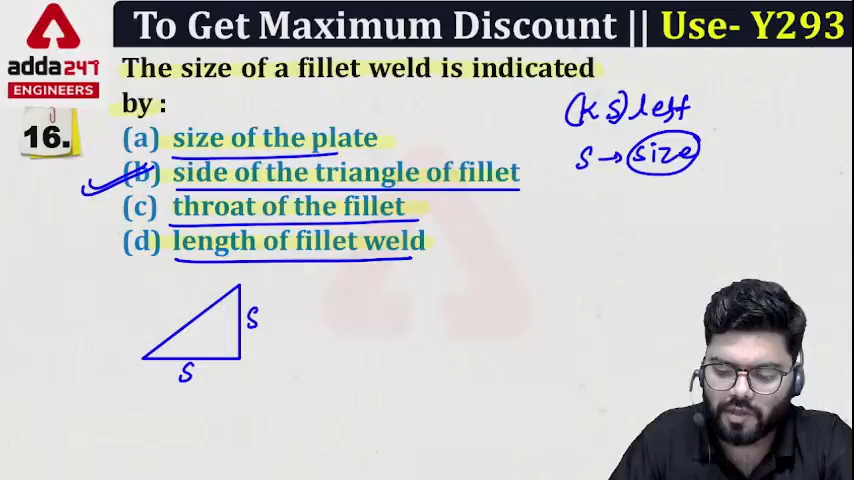 To Get Maximum Discount || Use- Y293
adda247
ENGINEERS
16.
The size of a fillet weld is indicated
by :
(a) size of the plate
(b) side of the triangle of fillet
(c) throat of the fillet
(d) length of fillet weld
(KS)left
S → size
S
S